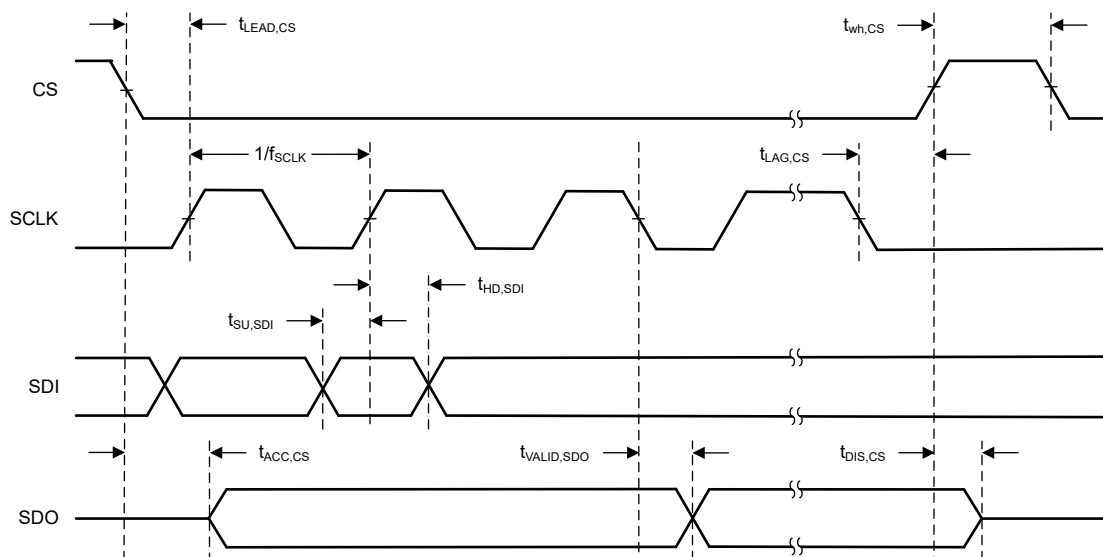 tLEAD,CS
twh,CS
CS
1/fSCLK
tLAG,CS
SCLK
tHD,SDI
tSU,SDI
SDI
tACC,CS
tVALID,SDO
tDIS,CS
SDO